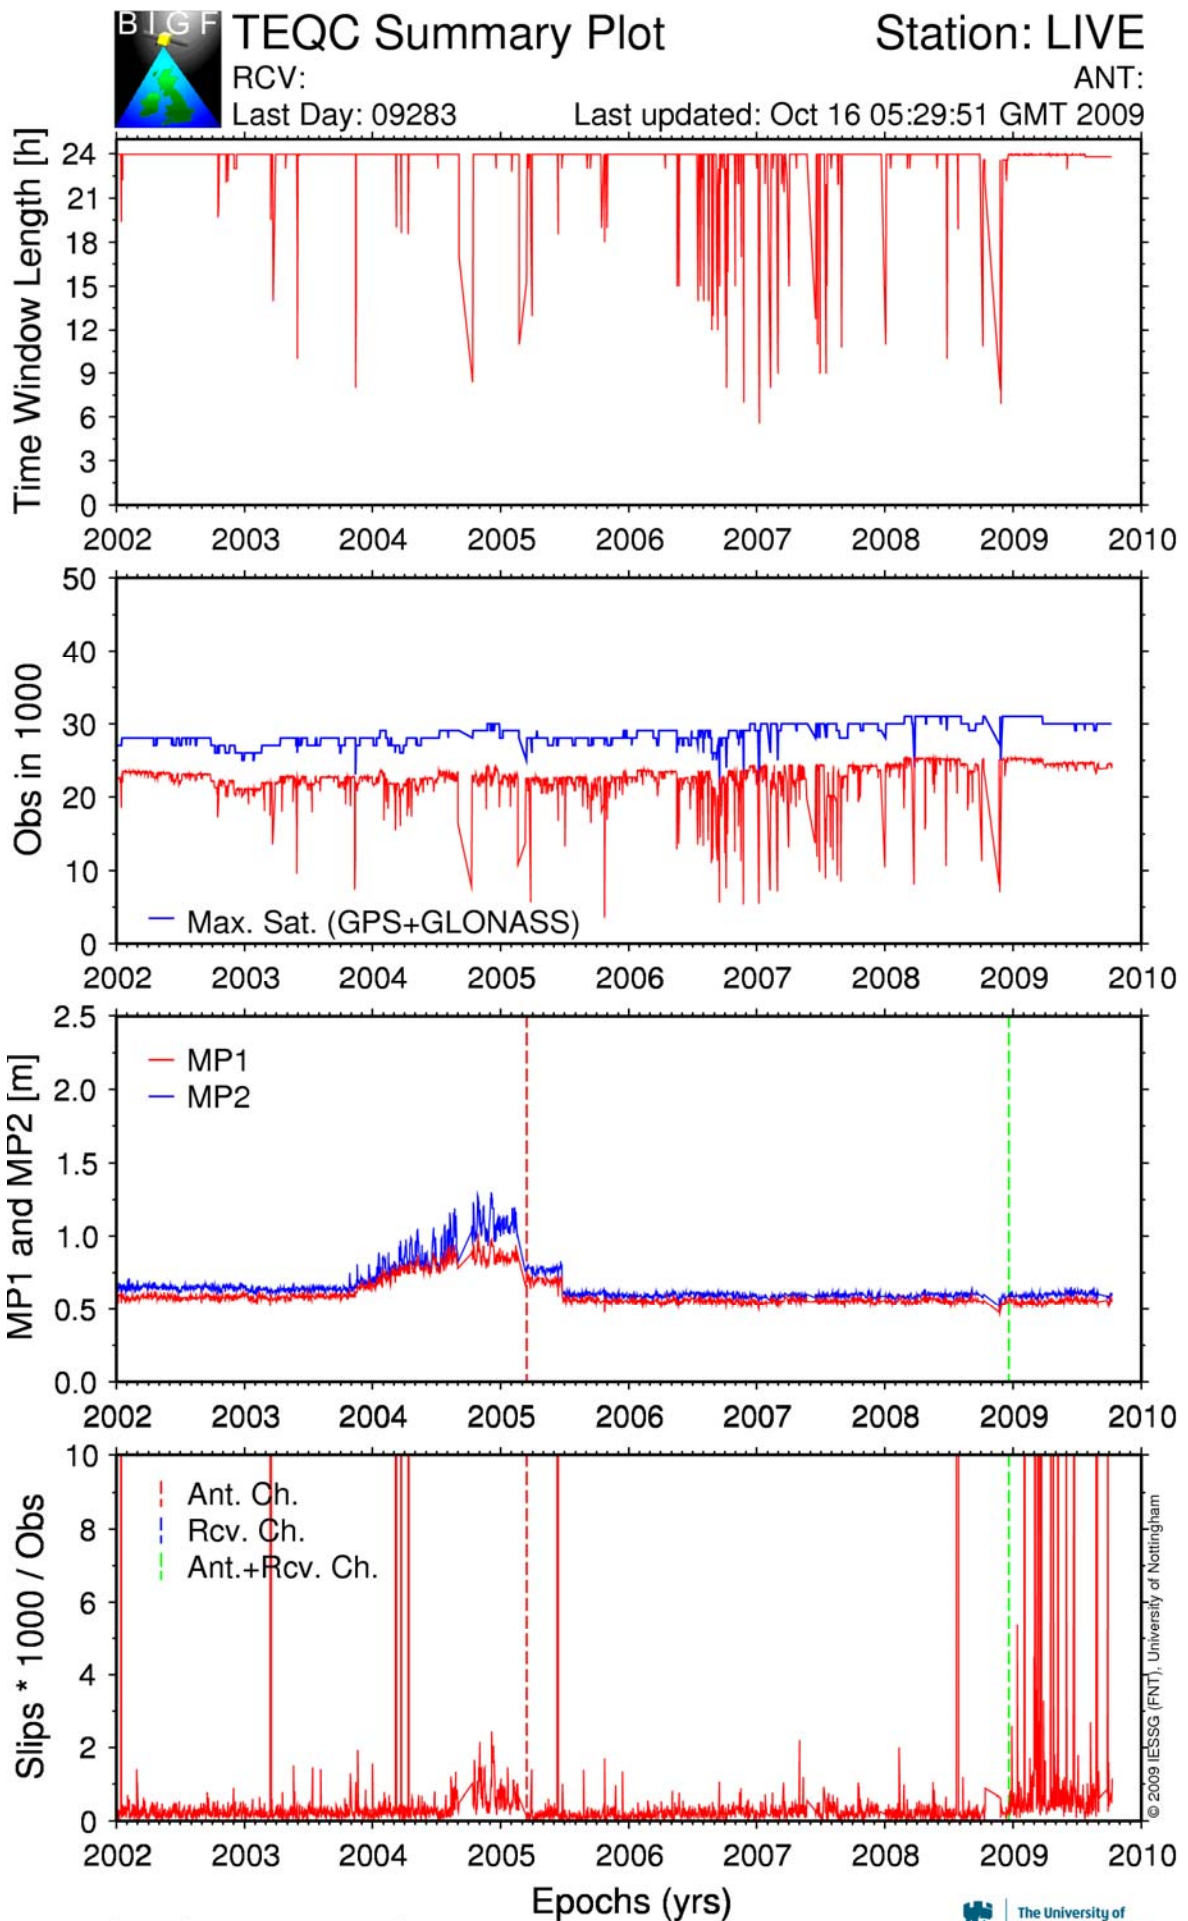 BIGF
TEQC Summary Plot
Station: LIVE
RCV:
ANT:
Last Day: 09283
Last updated: Oct 16 05:29:51 GMT 2009
Time Window Length [h]
24
21
18
15
12
9
6
3
0
2002 2003 2004 2005 2006 2007 2008 2009 2010
Obs in 1000
50
40
30
20
10
0
Max. Sat. (GPS+GLONASS)
2002 2003 2004 2005 2006 2007 2008 2009 2010
MP1 and MP2 [m]
2.5
2.0
1.5
1.0
0.5
0.0
MP1
MP2
2002 2003 2004 2005 2006 2007 2008 2009 2010
Slips * 1000 / Obs
10
8
6
4
2
0
Ant. Ch.
Rcv. Ch.
Ant.+Rcv. Ch.
© 2009 IESSG (FNT), University of Nottingham
2002 2003 2004 2005 2006 2007 2008 2009 2010
Epochs (yrs)
The University of